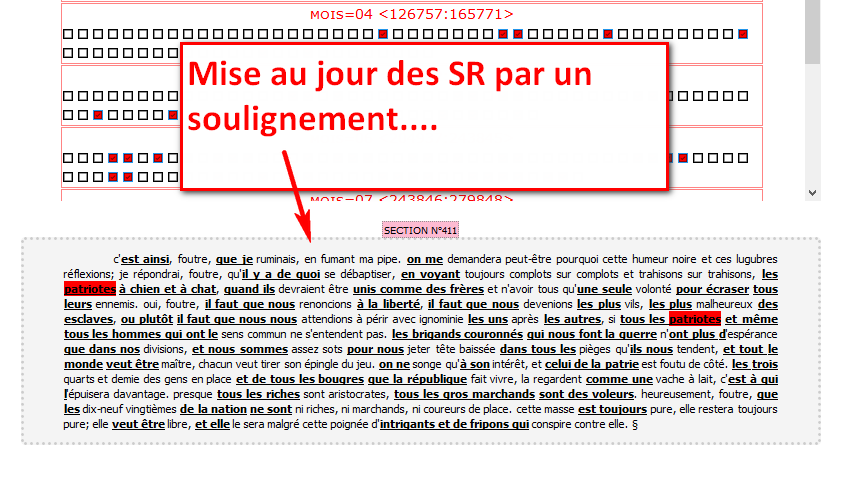 MOIS=04 <126757:165771>
Mise au jour des SR par un
soulignement....
MOIS=07 <243846:279848>
SECTION N°411
c'est ainsi, foutre, que je ruminais, en fumant ma pipe. on me demandera peut-être pourquoi cette humeur noire et ces lugubres
réflexions; je répondrai, foutre, qu'il y a de quoi se débaptiser, en voyant toujours complots sur complots et trahisons sur trahisons, les
patriotes à chien et à chat, quand ils devraient être unis comme des frères et n'avoir tous qu'une seule volonté pour écraser tous
leurs ennemis. oui, foutre, il faut que nous renoncions à la liberté, il faut que nous devenions les plus vils, les plus malheureux des
esclaves, ou plutôt il faut que nous nous attendions à périr avec ignominie les uns après les autres, si tous les patriotes et même
tous les hommes qui ont le sens commun ne s'entendent pas. les brigands couronnés qui nous font la guerre n'ont plus d'espérance
que dans nos divisions, et nous sommes assez sots pour nous jeter tête baissée dans tous les pièges qu'ils nous tendent, et tout le
monde veut être maître, chacun veut tirer son épingle du jeu. on ne songe qu'à son intérêt, et celui de la patrie est foutu de côté. les trois
quarts et demie des gens en place et de tous les bougres que la république fait vivre, la regardent comme une vache à lait, c'est à qui
l'épuisera davantage. presque tous les riches sont aristocrates, tous les gros marchands sont des voleurs. heureusement, foutre, que
les dix-neuf vingtièmes de la nation ne sont ni riches, ni marchands, ni coureurs de place. cette masse est toujours pure, elle restera toujours
pure; elle veut être libre, et elle le sera malgré cette poignée d'intrigants et de fripons qui conspire contre elle. §